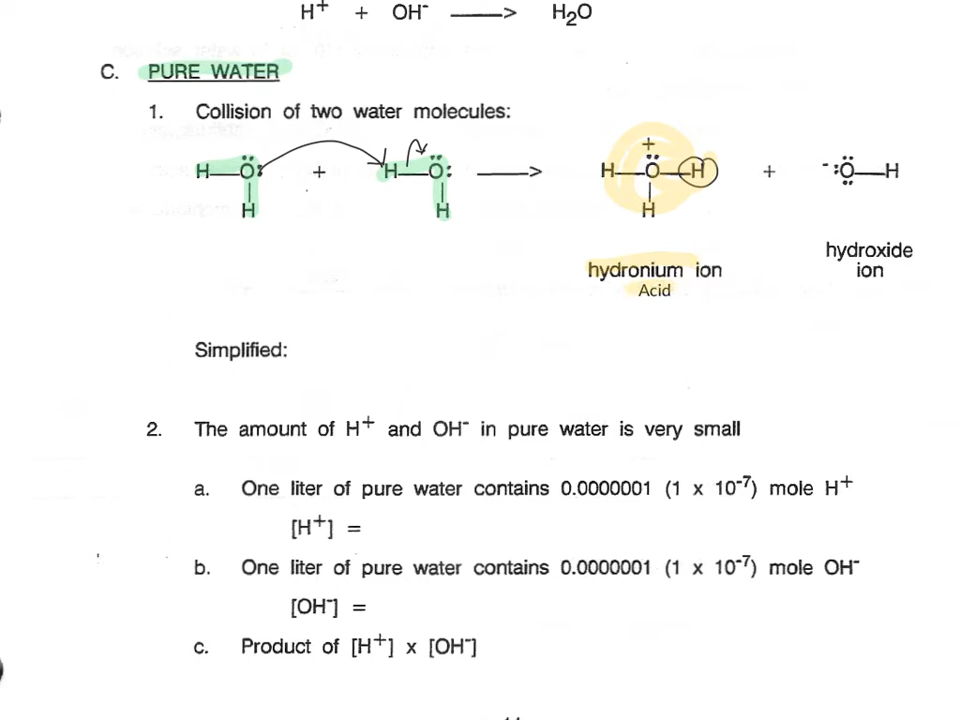 H+ + OH- ——> H2O
C. PURE WATER
1. Collision of two water molecules:
H—Ö: + H—Ö: ——> H—Ö—H + -:Ö—H
H H H
hydronium ion
Acid
hydroxide
ion
Simplified:
2. The amount of H+ and OH- in pure water is very small
a. One liter of pure water contains 0.0000001 (1 x 10-7) mole H+
[H+] =
b. One liter of pure water contains 0.0000001 (1 x 10-7) mole OH-
[OH-] =
c. Product of [H+] x [OH-]